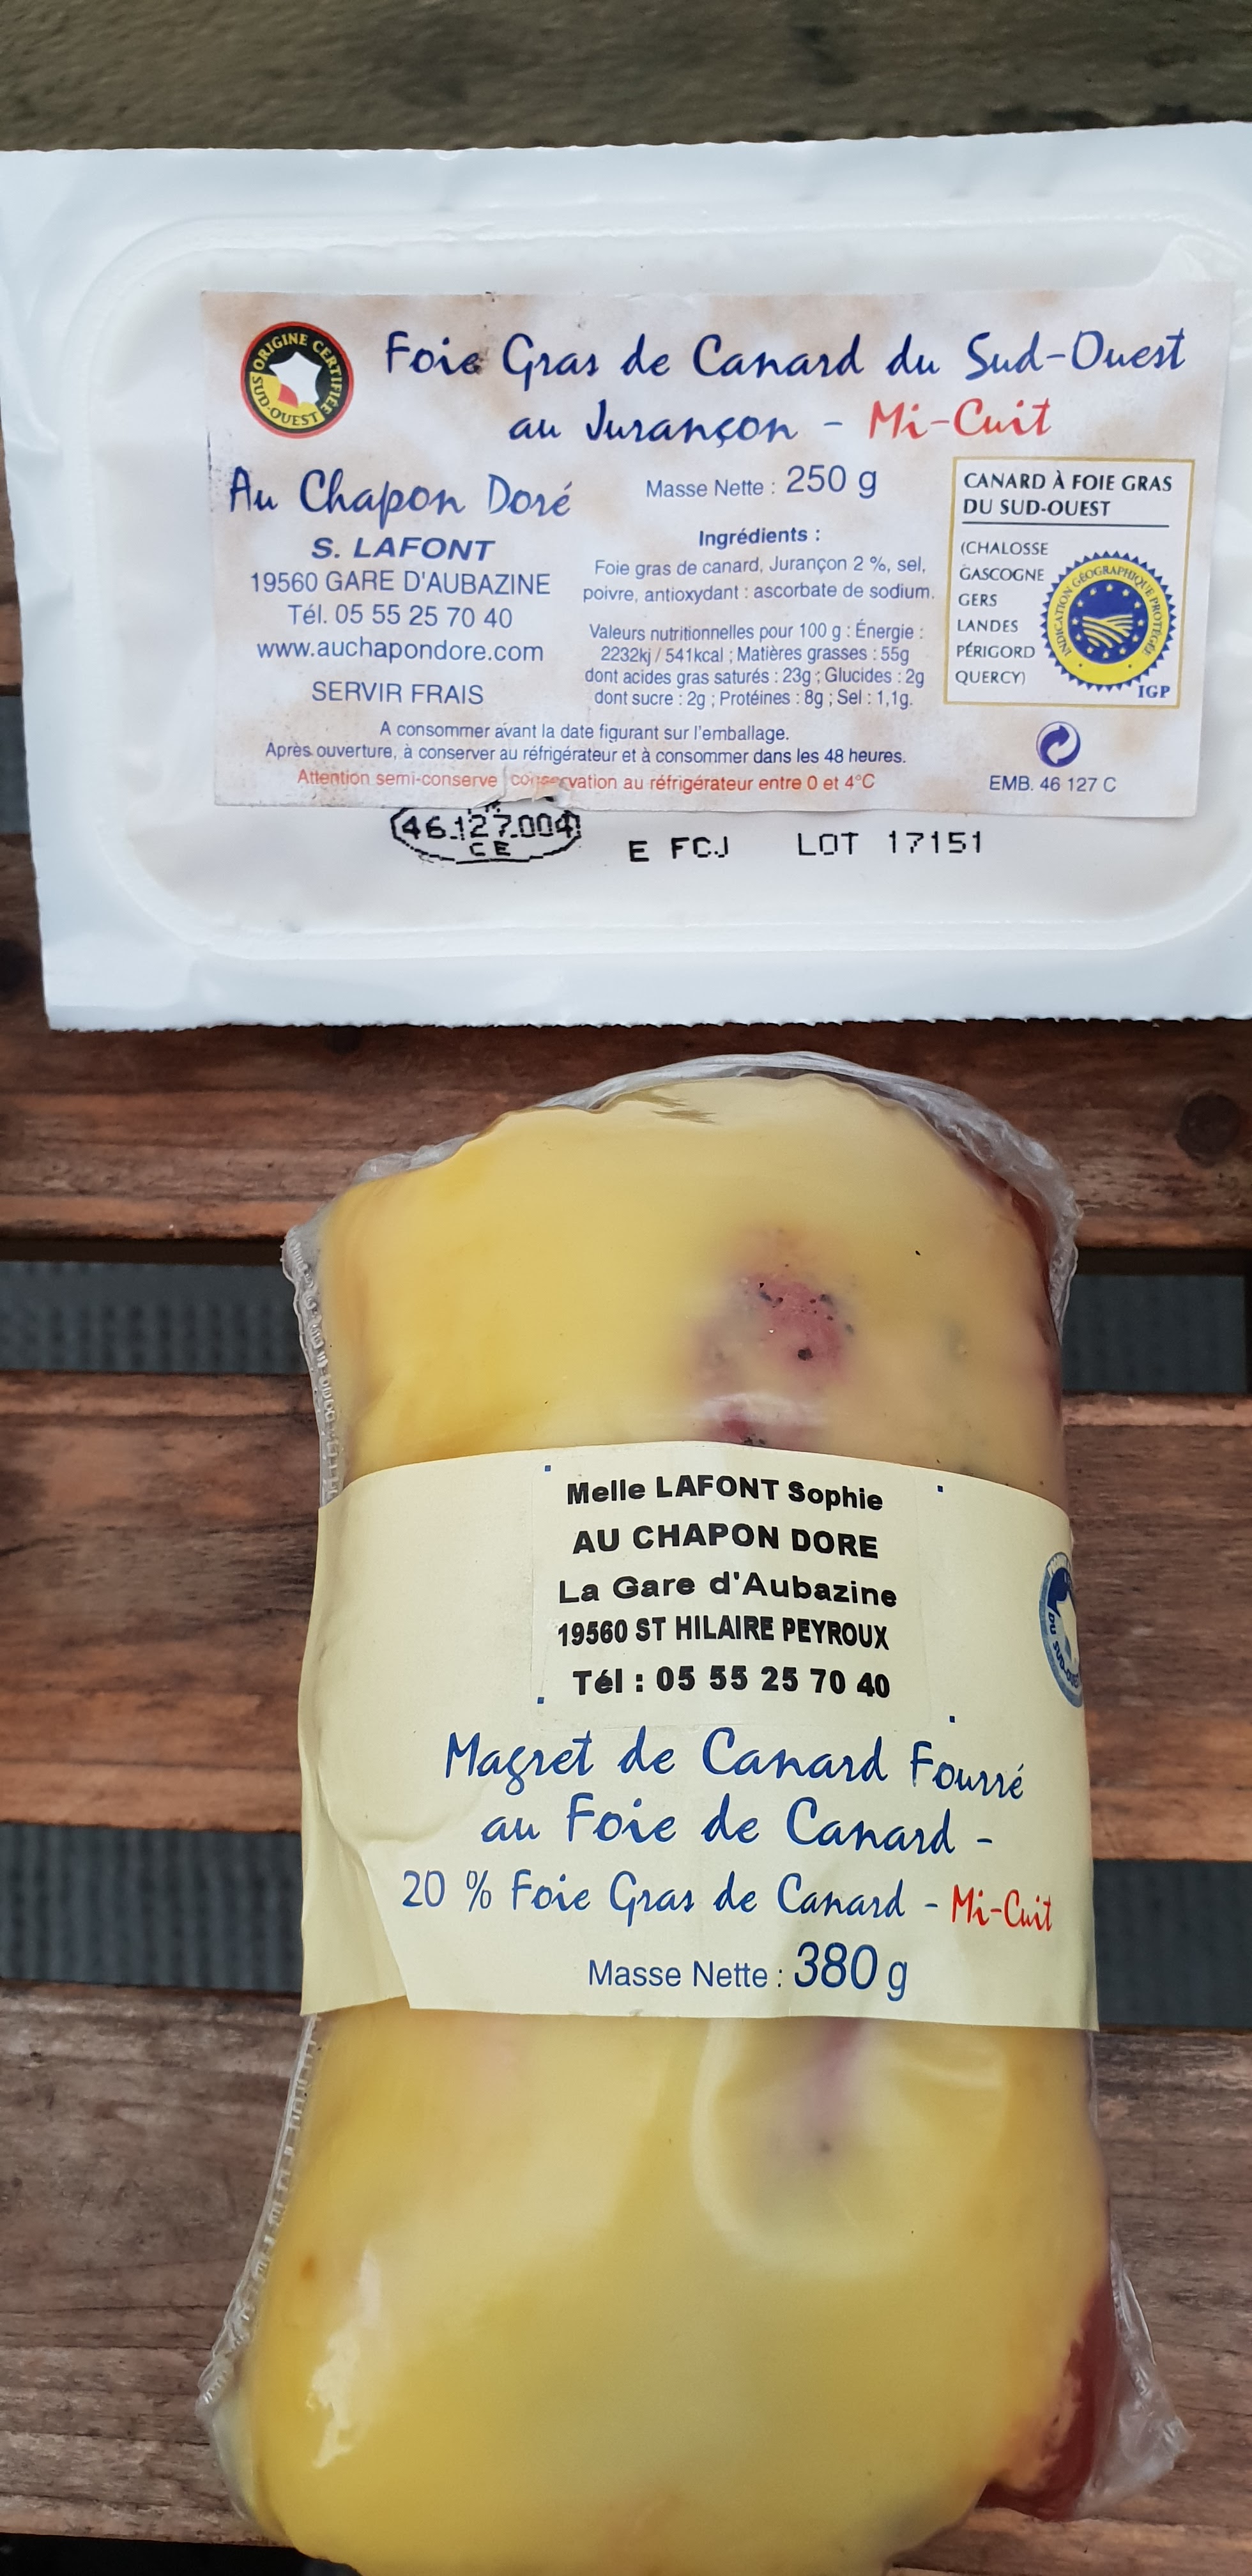 ORIGINE CERTIFIÉE
SUD-OUEST
Foie Gras de Canard du Sud-Ouest
au Jurançon - Mi-Cuit
Au Chapon Doré
S. LAFONT
19560 GARE D'AUBAZINE
Tél. 05 55 25 70 40
www.auchapondore.com
SERVIR FRAIS
Masse Nette : 250 g
Ingrédients :
Foie gras de canard, Jurançon 2 %, sel,
poivre, antioxydant : ascorbate de sodium.
Valeurs nutritionnelles pour 100 g : Énergie :
2232kj / 541kcal ; Matières grasses : 55g
dont acides gras saturés : 23g ; Glucides : 2g
dont sucre : 2g ; Protéines : 8g ; Sel : 1,1g.
CANARD À FOIE GRAS
DU SUD-OUEST
(CHALOSSE
GASCOGNE
GERS
LANDES
PÉRIGORD
QUERCY)
INDICATION GÉOGRAPHIQUE PROTÉGÉE
IGP
A consommer avant la date figurant sur l'emballage.
Après ouverture, à conserver au réfrigérateur et à consommer dans les 48 heures.
Attention semi-conserve conservation au réfrigérateur entre 0 et 4°C
EMB. 46 127 C
46.127.004
CE
E FCJ LOT 17151
Melle LAFONT Sophie
AU CHAPON DORE
La Gare d'Aubazine
19560 ST HILAIRE PEYROUX
Tél : 05 55 25 70 40
DU SUD-
Magret de Canard Fourré
au Foie de Canard -
20 % Foie Gras de Canard - Mi-Cuit
Masse Nette : 380 g